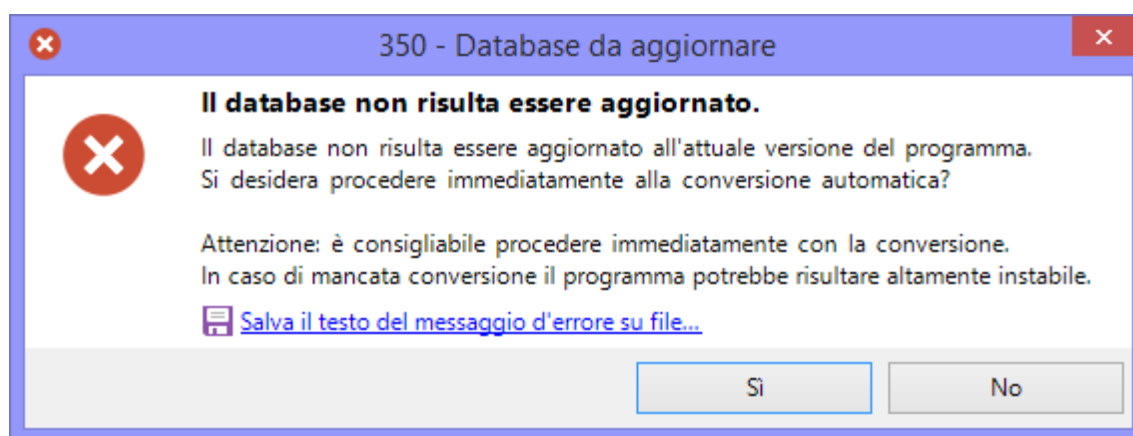 350 - Database da aggiornare
Il database non risulta essere aggiornato.
Il database non risulta essere aggiornato all'attuale versione del programma.
Si desidera procedere immediatamente alla conversione automatica?
Attenzione: è consigliabile procedere immediatamente con la conversione.
In caso di mancata conversione il programma potrebbe risultare altamente instabile.
Salva il testo del messaggio d'errore su file...
Sì No